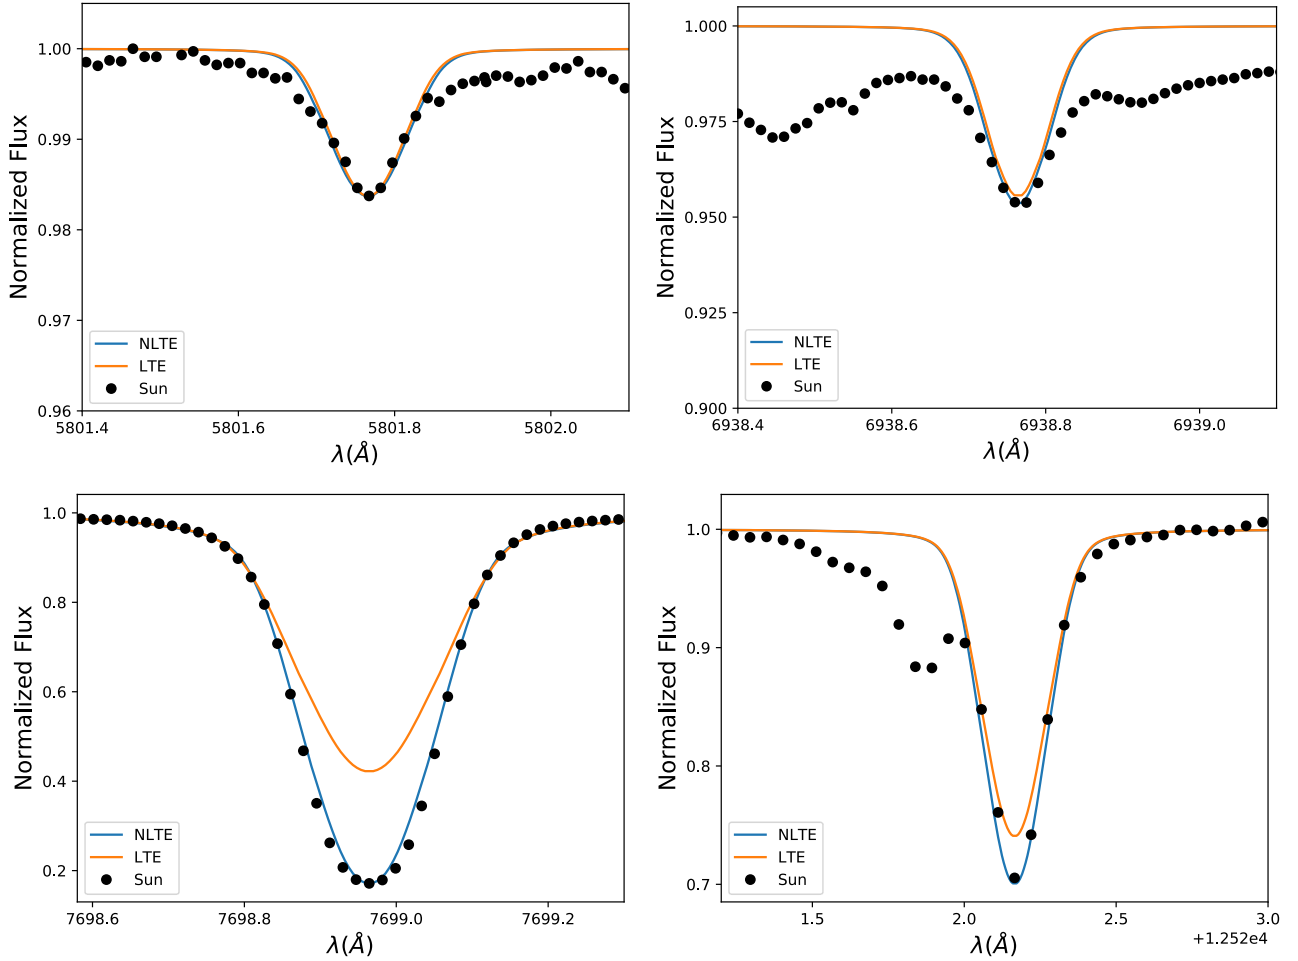 1.00
0.99
0.98
0.97
0.96
Normalized Flux
NLTE
LTE
Sun
5801.4 5801.6 5801.8 5802.0
λ(Å)
1.000
0.975
0.950
0.925
0.900
Normalized Flux
NLTE
LTE
Sun
6938.4 6938.6 6938.8 6939.0
λ(Å)
1.0
0.8
0.6
0.4
0.2
Normalized Flux
NLTE
LTE
Sun
7698.6 7698.8 7699.0 7699.2
λ(Å)
1.0
0.9
0.8
0.7
Normalized Flux
NLTE
LTE
Sun
1.5 2.0 2.5 3.0
λ(Å)
+1.252e4